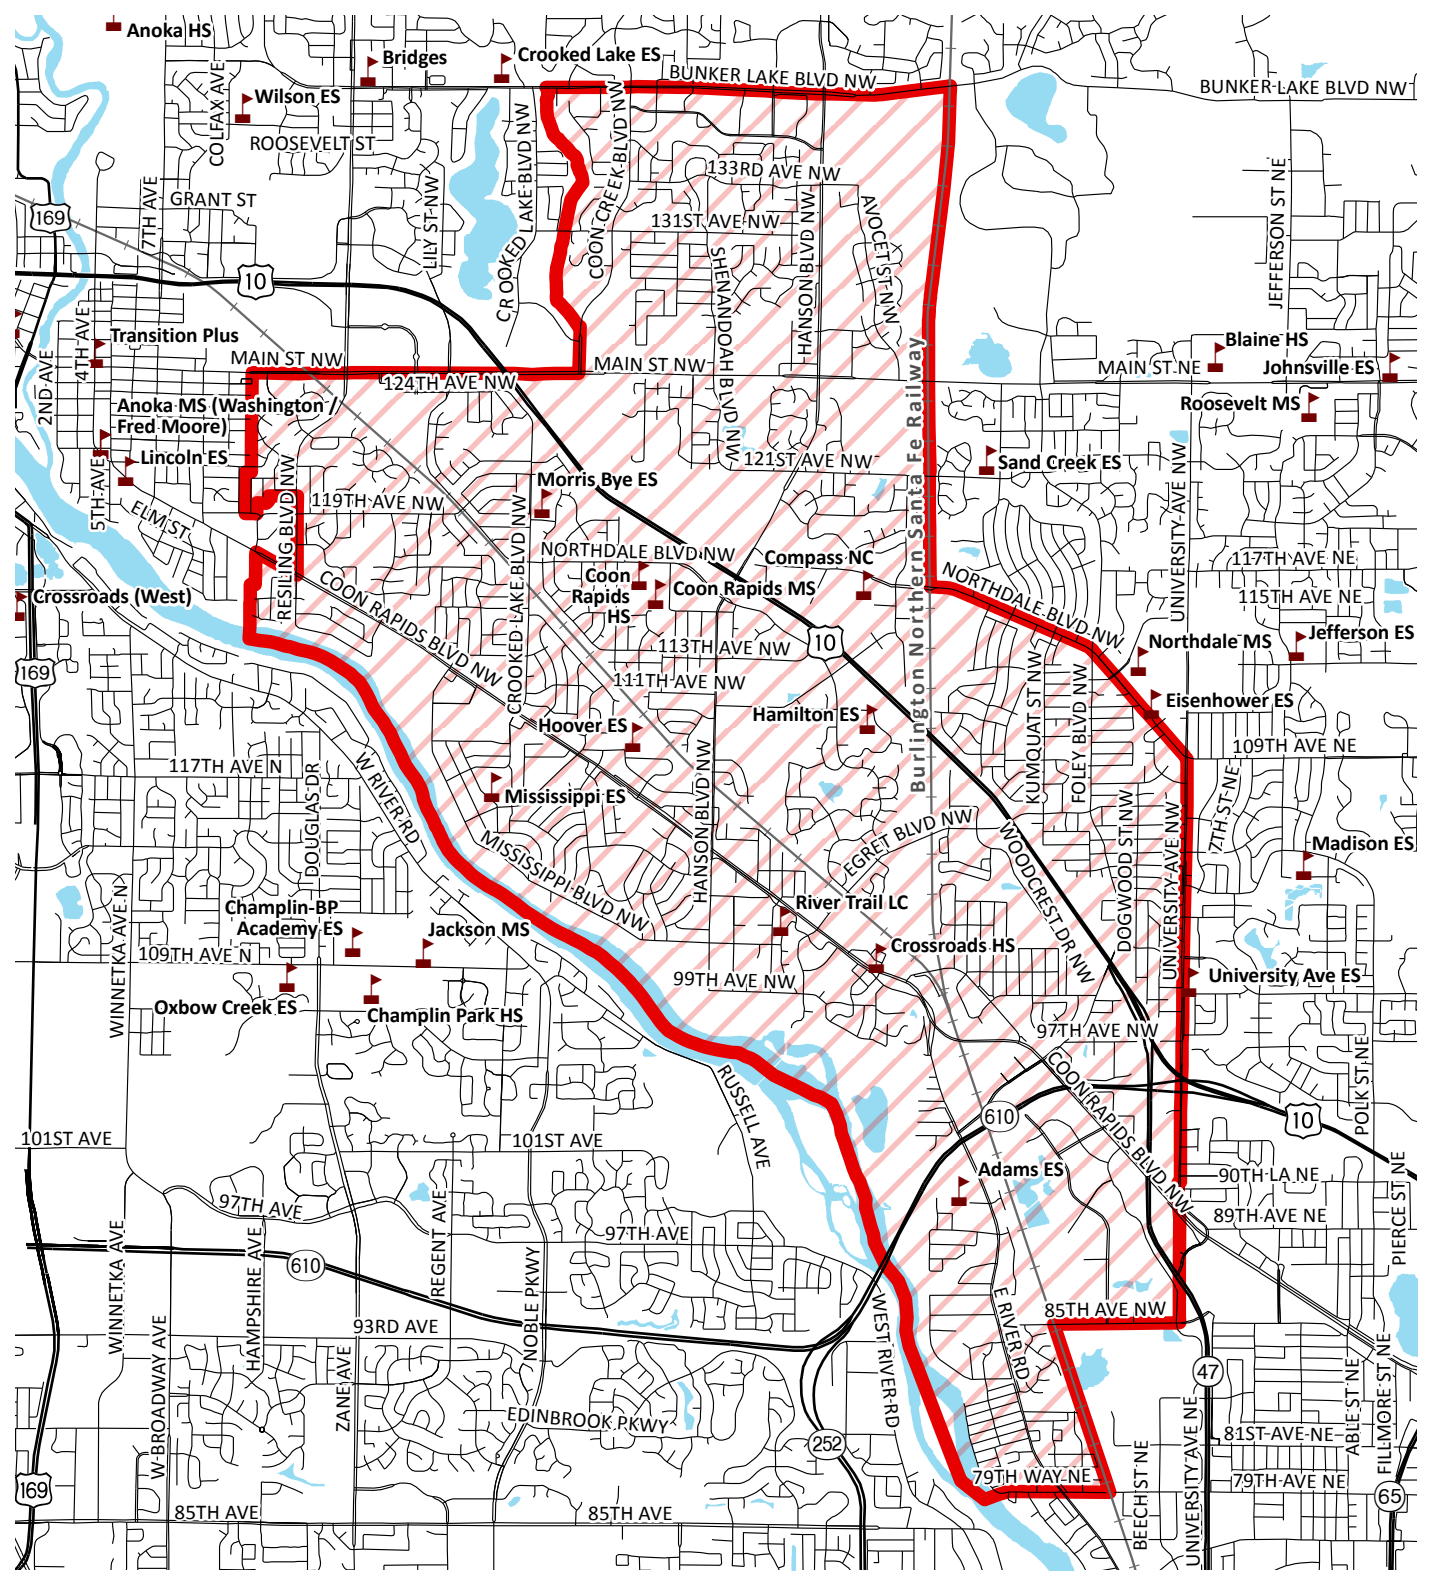 Anoka HS
Bridges
Crooked Lake ES
BUNKER LAKE BLVD NW
BUNKER LAKE BLVD NW
Wilson ES
COLFAX AVE
ROOSEVELT ST
CROOKED LAKE BLVD NW
COON CREEK BLVD NW
133RD AVE NW
GRANT ST
7TH AVE
LILY ST NW
131ST AVE NW
AVOCET ST NW
HANSON BLVD NW
SHENANDOAH BLVD NW
JEFFERSON ST NE
169
10
Transition Plus
4TH AVE
2ND AVE
MAIN ST NW
124TH AVE NW
MAIN ST NW
MAIN ST NE
Blaine HS
Johnsville ES
Roosevelt MS
Anoka MS (Washington /
Fred Moore)
Lincoln ES
5TH AVE
ELM ST
RESLING BLVD NW
119TH AVE NW
Morris Bye ES
121ST AVE NW
Sand Creek ES
Burlington Northern Santa Fe Railway
UNIVERSITY AVE NW
CROOKED LAKE BLVD NW
NORTHDALE BLVD NW
Compass NC
Coon
Rapids
HS
Coon Rapids MS
NORTHDALE BLVD NW
117TH AVE NE
115TH AVE NE
Crossroads (West)
COON RAPIDS BLVD NW
113TH AVE NW
10
Northdale MS
Jefferson ES
111TH AVE NW
169
KUMQUAT ST NW
FOLEY BLVD NW
Eisenhower ES
Hoover ES
Hamilton ES
109TH AVE NE
117TH AVE N
W RIVER RD
DOUGLAS DR
Mississippi ES
HANSON BLVD NW
7TH ST NE
MISSISSIPPI BLVD NW
EGRET BLVD NW
WOODCREST DR NW
DOGWOOD ST NW
UNIVERSITY AVE NW
Madison ES
WINNETKA AVE N
Champlin-BP
Academy ES
Jackson MS
River Trail LC
Crossroads HS
109TH AVE N
99TH AVE NW
University Ave ES
Oxbow Creek ES
Champlin Park HS
97TH AVE NW
COON RAPIDS BLVD NW
POLK ST NE
RUSSELL AVE
610
10
101ST AVE
101ST AVE
Adams ES
90TH LA NE
89TH AVE NE
PIERCE ST NE
97TH AVE
97TH AVE
WINNETKA AVE
HAMPSHIRE AVE
REGENT AVE
NOBLE PKWY
610
WEST RIVER RD
E RIVER RD
85TH AVE NW
93RD AVE
W BROADWAY AVE
ZANE AVE
47
ABLE ST NE
FILLMORE ST NE
EDINBROOK PKWY
252
81ST AVE NE
79TH WAY NE
79TH AVE NE
BEECH ST NE
UNIVERSITY AVE NE
169
65
85TH AVE
85TH AVE